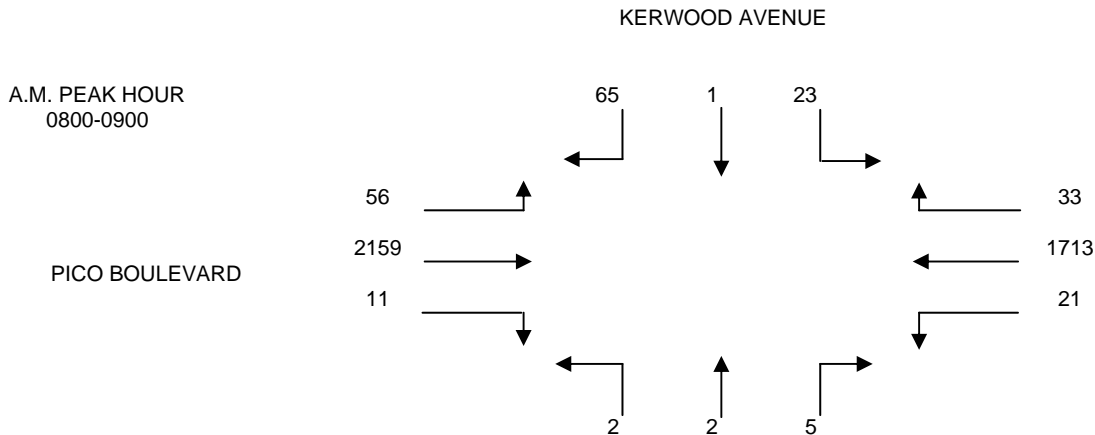 KERWOOD AVENUE
A.M. PEAK HOUR
0800-0900
65 1 23
56 33
2159 1713
PICO BOULEVARD
11 21
2 2 5